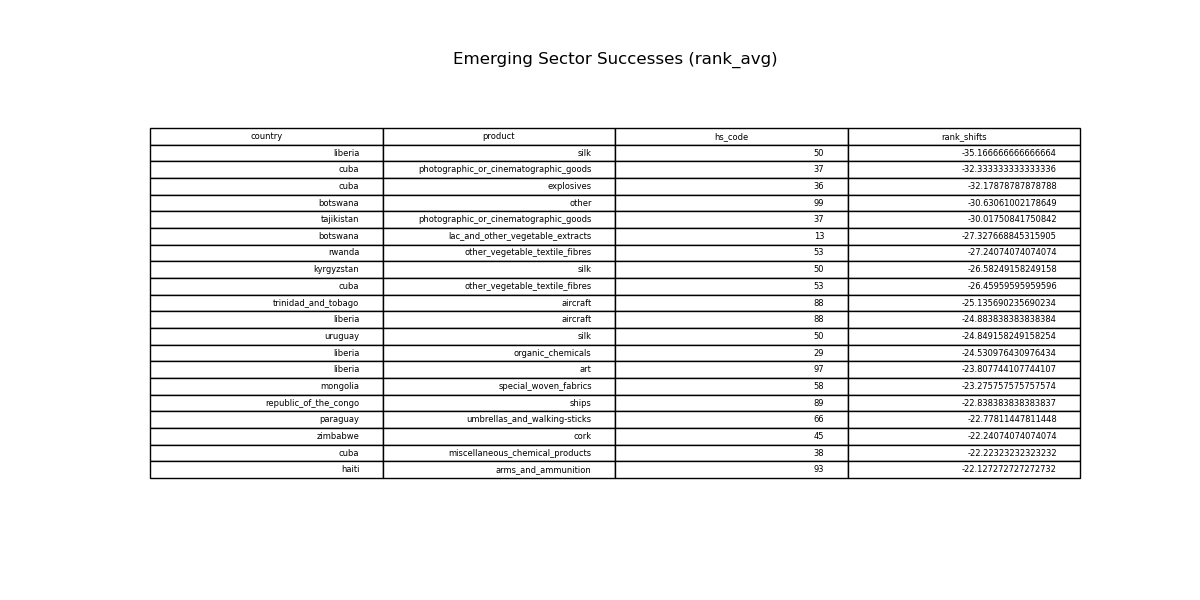 Emerging Sector Successes (rank_avg)
country product hs_code rank_shifts
liberia silk 50 -35.166666666666664
cuba photographic_or_cinematographic_goods 37 -32.333333333333336
cuba explosives 36 -32.17878787878788
botswana other 99 -30.63061002178649
tajikistan photographic_or_cinematographic_goods 37 -30.01750841750842
botswana lac_and_other_vegetable_extracts 13 -27.327668845315905
rwanda other_vegetable_textile_fibres 53 -27.24074074074074
kyrgyzstan silk 50 -26.58249158249158
cuba other_vegetable_textile_fibres 53 -26.45959595959596
trinidad_and_tobago aircraft 88 -25.135690235690234
liberia aircraft 88 -24.883838383838384
uruguay silk 50 -24.849158249158254
liberia organic_chemicals 29 -24.530976430976434
liberia art 97 -23.807744107744107
mongolia special_woven_fabrics 58 -23.275757575757574
republic_of_the_congo ships 89 -22.838383838383837
paraguay umbrellas_and_walking-sticks 66 -22.77811447811448
zimbabwe cork 45 -22.24074074074074
cuba miscellaneous_chemical_products 38 -22.22323232323232
haiti arms_and_ammunition 93 -22.127272727272732